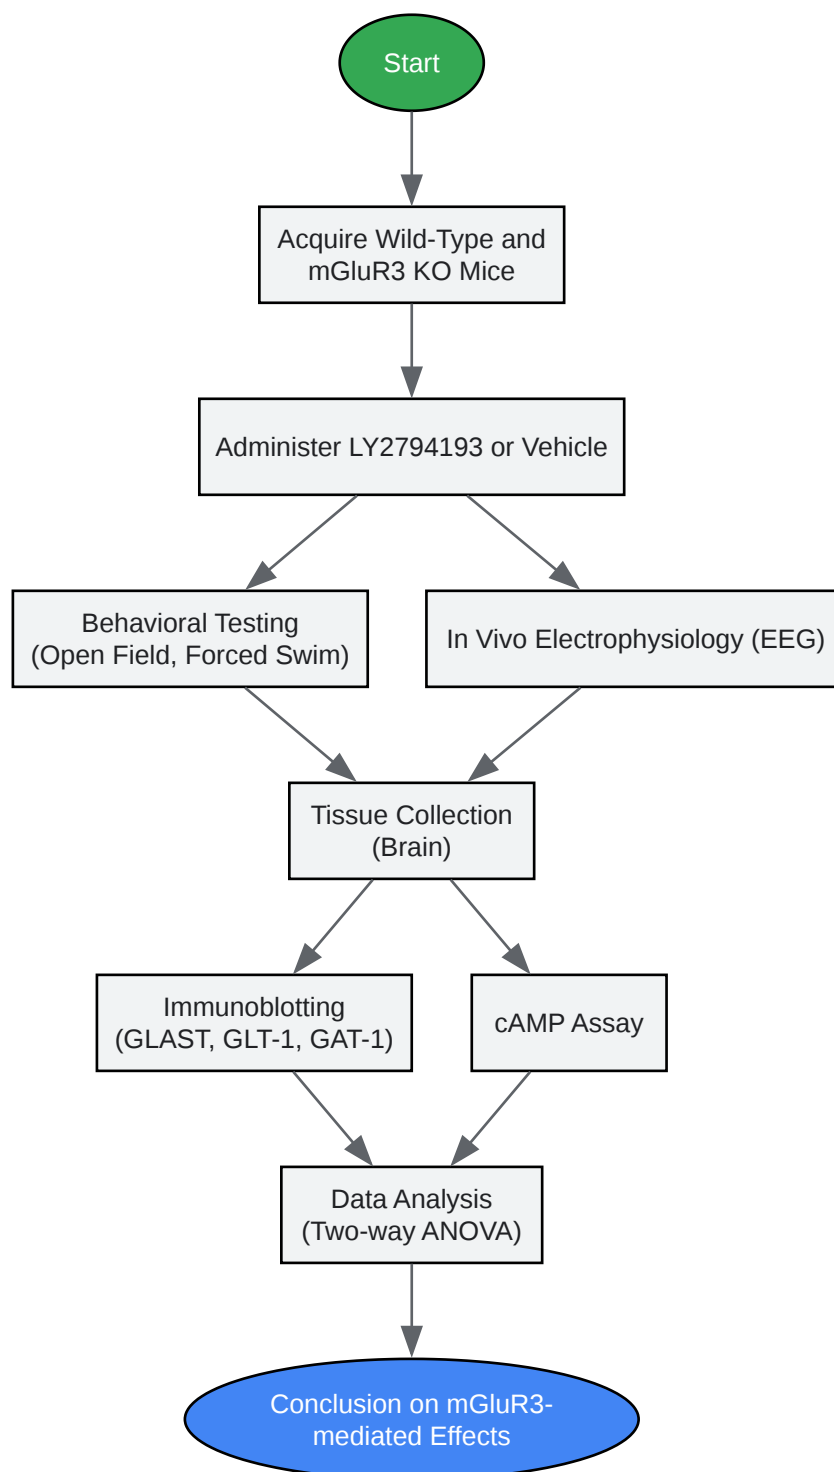 Start
Acquire Wild-Type and
mGluR3 KO Mice
Administer LY2794193 or Vehicle
Behavioral Testing
(Open Field, Forced Swim)
In Vivo Electrophysiology (EEG)
Tissue Collection
(Brain)
Immunoblotting
(GLAST, GLT-1, GAT-1)
cAMP Assay
Data Analysis
(Two-way ANOVA)
Conclusion on mGluR3-
mediated Effects